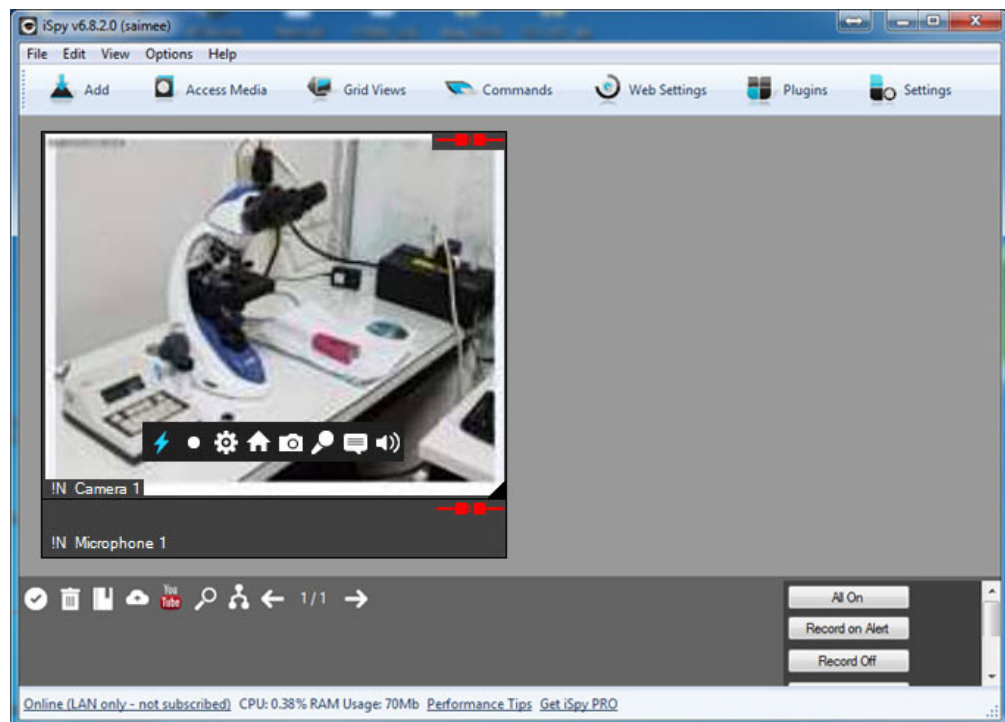 iSpy v6.8.2.0 (saimee)
File Edit View Options Help
Add Access Media Grid Views Commands Web Settings Plugins Settings
!N Camera 1
!N Microphone 1
You
Tube
1/1
All On
Record on Alert
Record Off
Online (LAN only - not subscribed) CPU: 0.38% RAM Usage: 70Mb Performance Tips Get iSpy PRO